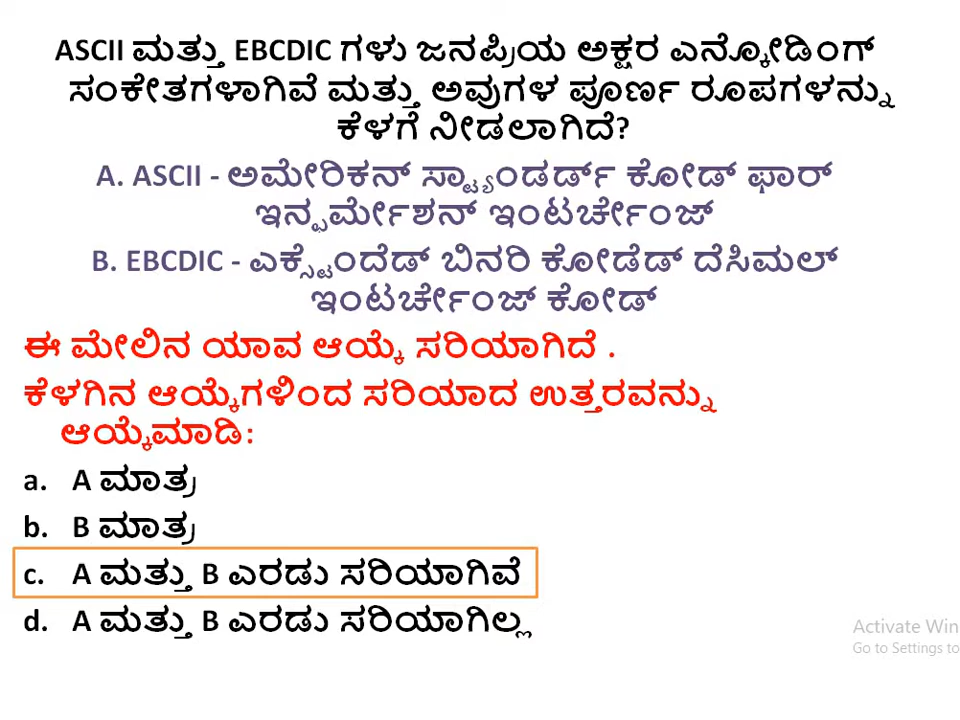 ASCII ಮತ್ತು EBCDIC ಗಳು ಜನಪ್ರಿಯ ಅಕ್ಷರ ಎನ್ಕೋಡಿಂಗ್
ಸಂಕೇತಗಳಾಗಿವೆ ಮತ್ತು ಅವುಗಳ ಪೂರ್ಣ ರೂಪಗಳನ್ನು
ಕೆಳಗೆ ನೀಡಲಾಗಿದೆ?
A. ASCII - ಅಮೇರಿಕನ್ ಸ್ಟ್ಯಾಂಡರ್ಡ್ ಕೋಡ್ ಫಾರ್
ಇನ್ಫರ್ಮೇಶನ್ ಇಂಟರ್ಚೇಂಜ್
B. EBCDIC - ಎಕ್ಸ್ಟೆಂದೆಡ್ ಬಿನರಿ ಕೋಡೆಡ್ ದೆಸಿಮಲ್
ಇಂಟರ್ಚೇಂಜ್ ಕೋಡ್
ಈ ಮೇಲಿನ ಯಾವ ಆಯ್ಕೆ ಸರಿಯಾಗಿದೆ .
ಕೆಳಗಿನ ಆಯ್ಕೆಗಳಿಂದ ಸರಿಯಾದ ಉತ್ತರವನ್ನು
ಆಯ್ಕೆಮಾಡಿ:
a. A ಮಾತ್ರ
b. B ಮಾತ್ರ
c. A ಮತ್ತು B ಎರಡು ಸರಿಯಾಗಿವೆ
d. A ಮತ್ತು B ಎರಡು ಸರಿಯಾಗಿಲ್ಲ
Activate Win
Go to Settings to